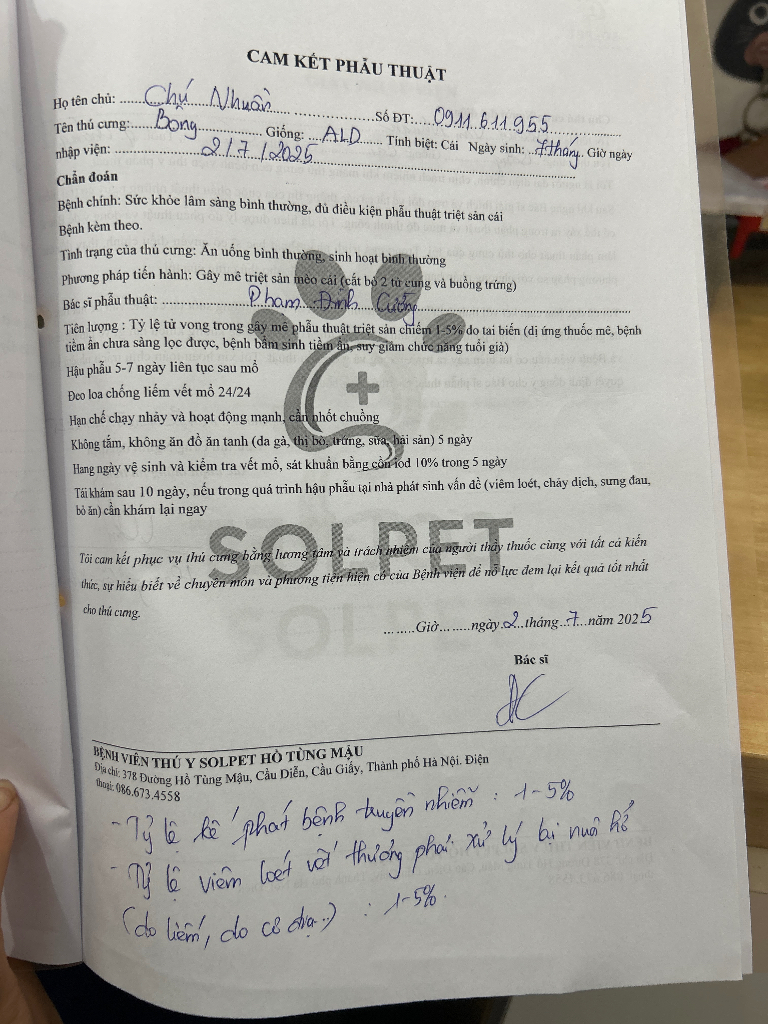 CAM KẾT PHẪU THUẬT
Họ tên chủ: Chú Nhuần Số ĐT: 0911.611.955
Tên thú cưng: Bong Giống: ALD Tính biệt: Cái Ngày sinh: 7 tháng Giờ ngày
nhập viện: 2/7/2025
Chẩn đoán
Bệnh chính: Sức khỏe lâm sàng bình thường, đủ điều kiện phẫu thuật triệt sản cái
Bệnh kèm theo.
Tình trạng của thú cưng: Ăn uống bình thường, sinh hoạt bình thường
Phương pháp tiến hành: Gây mê triệt sản mèo cái (cắt bỏ 2 tử cung và buồng trứng)
Bác sĩ phẫu thuật: Phạm Đình Cường
Tiên lượng : Tỷ lệ tử vong trong gây mê phẫu thuật triệt sản chiếm 1-5% do tai biến (dị ứng thuốc mê, bệnh
tiềm ẩn chưa sàng lọc được, bệnh bẩm sinh tiềm ẩn, suy giảm chức năng tuổi già)
Hậu phẫu 5-7 ngày liên tục sau mổ
Đeo loa chống liếm vết mổ 24/24
Hạn chế chạy nhảy và hoạt động mạnh, cần nhốt chuồng
Không tắm, không ăn đồ ăn tanh (da gà, thị bò, trứng, sữa, hải sản) 5 ngày
Hang ngày vệ sinh và kiểm tra vết mổ, sát khuẩn bằng cồn iod 10% trong 5 ngày
Tái khám sau 10 ngày, nếu trong quá trình hậu phẫu tại nhà phát sinh vấn đề (viêm loét, chảy dịch, sưng đau,
bỏ ăn) cần khám lại ngay
SOLPET
Tôi cam kết phục vụ thú cưng bằng lương tâm và trách nhiệm của người thầy thuốc cùng với tất cả kiến
thức, sự hiểu biết về chuyên môn và phương tiện hiện có của Bệnh viện để nỗ lực đem lại kết quả tốt nhất
cho thú cưng.
........Giờ........ngày 2 tháng 7 năm 2025
Bác sĩ
BỆNH VIỆN THÚ Y SOLPET HỒ TÙNG MẬU
Địa chỉ: 378 Đường Hồ Tùng Mậu, Cầu Diễn, Cầu Giấy, Thành phố Hà Nội. Điện
thoại: 086.673.4558
- Tỷ lệ kế phát bệnh truyền nhiễm : 1-5%
- Tỷ lệ viêm loét vết thương phải xử lý lại
(do liếm, do cơ địa..) : 1-5%.